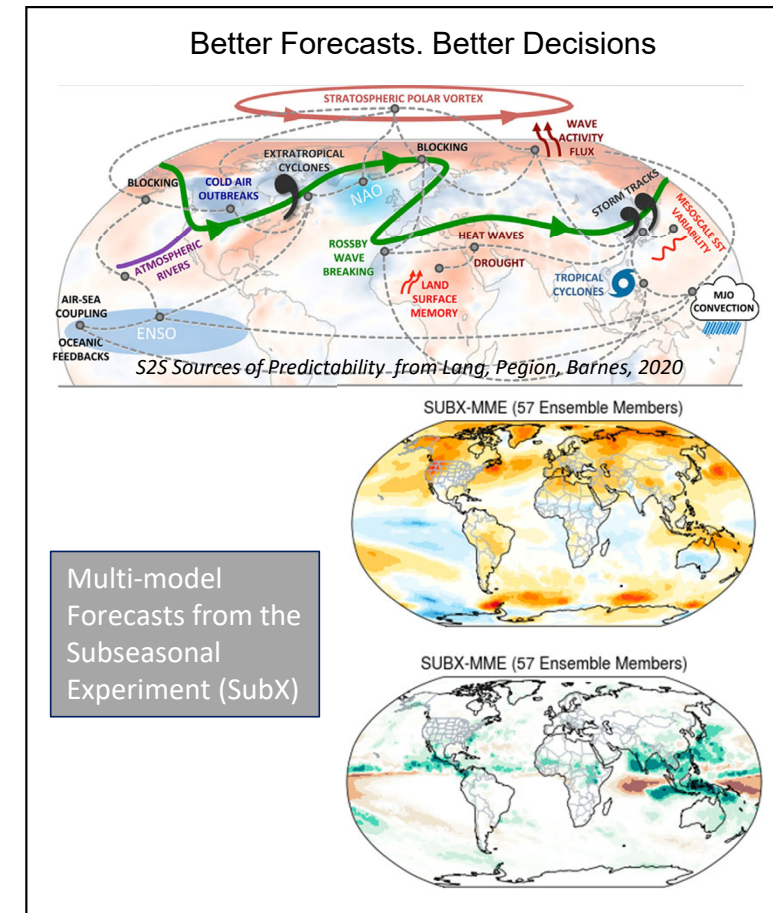 Better Forecasts. Better Decisions
STRATOSPHERIC POLAR VORTEX
WAVE
ACTIVITY
FLUX
BLOCKING
EXTRATROPICAL
CYCLONES
BLOCKING
COLD AIR
OUTBREAKS
NAO
STORM TRACKS
MESOSCALE SST
VARIABILITY
ATMOSPHERIC
RIVERS
ROSSBY
WAVE
BREAKING
HEAT WAVES
DROUGHT
LAND
SURFACE
MEMORY
TROPICAL
CYCLONES
MJO
CONVECTION
AIR-SEA
COUPLING
ENSO
OCEANIC
FEEDBACKS
S2S Sources of Predictability from Lang, Pegion, Barnes, 2020
SUBX-MME (57 Ensemble Members)
Multi-model
Forecasts from the
Subseasonal
Experiment (SubX)
SUBX-MME (57 Ensemble Members)